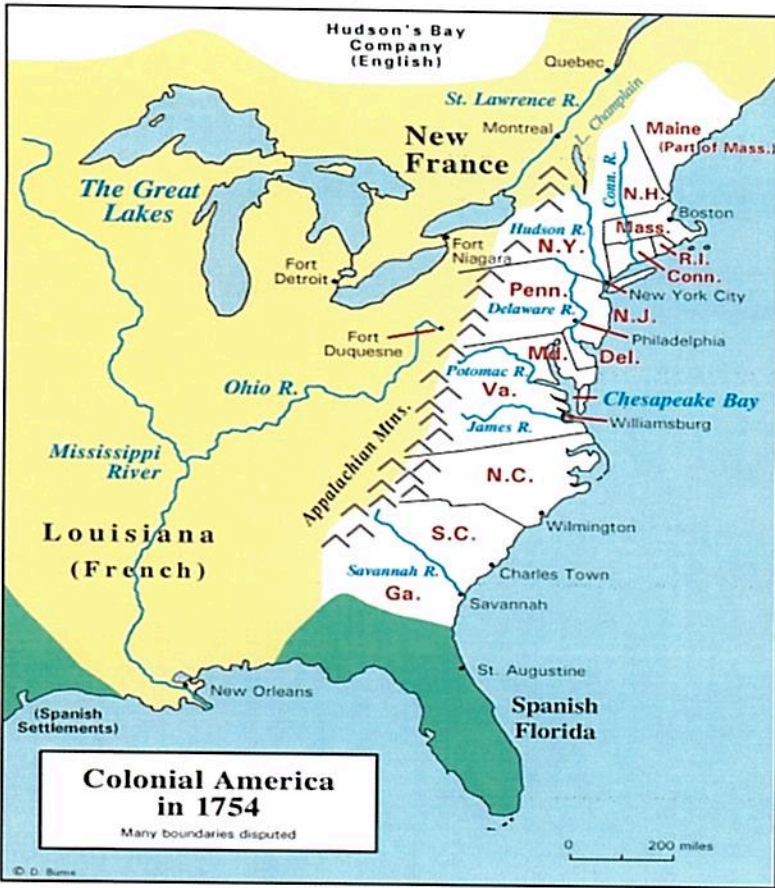 Hudson's Bay
Company
(English)
Quebec
St. Lawrence R.
L. Champlain
Montreal
New
France
Maine
(Part of Mass.)
Conn. R.
The Great
Lakes
N.H.
Boston
Hudson R.
Mass.
N.Y.
R.I.
Conn.
Fort
Niagara
Fort
Detroit
Penn.
New York City
Delaware R.
N.J.
Philadelphia
Fort
Duquesne
Md.
Del.
Potomac R.
Ohio R.
Va.
Chesapeake Bay
Williamsburg
James R.
Appalachian Mtns.
Mississippi
River
N.C.
Wilmington
Louisiana
(French)
S.C.
Charles Town
Savannah R.
Ga.
Savannah
St. Augustine
New Orleans
Spanish
Florida
(Spanish
Settlements)
Colonial America
in 1754
Many boundaries disputed
0 200 miles
© D.